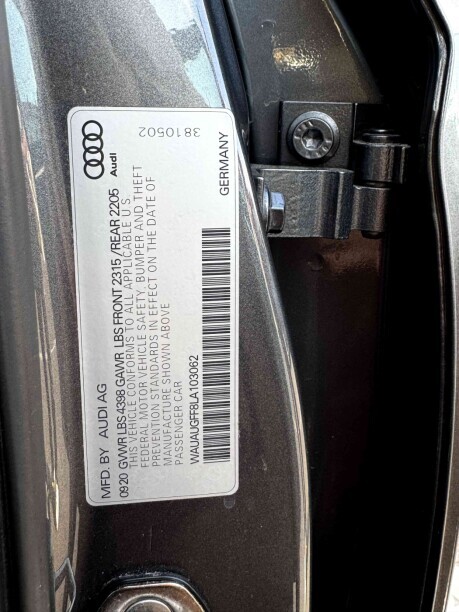 Audi
3810502
MFD. BY AUDI AG
09 20 GVWR LBS 4398 GAWR LBS FRONT 2315 /REAR 2205
THIS VEHICLE CONFORMS TO ALL APPLICABLE U.S.
FEDERAL MOTOR VEHICLE SAFETY, BUMPER AND THEFT
PREVENTION STANDARDS IN EFFECT ON THE DATE OF
MANUFACTURE SHOWN ABOVE
PASSENGER CAR
WAUAUGFF8LA103062
GERMANY